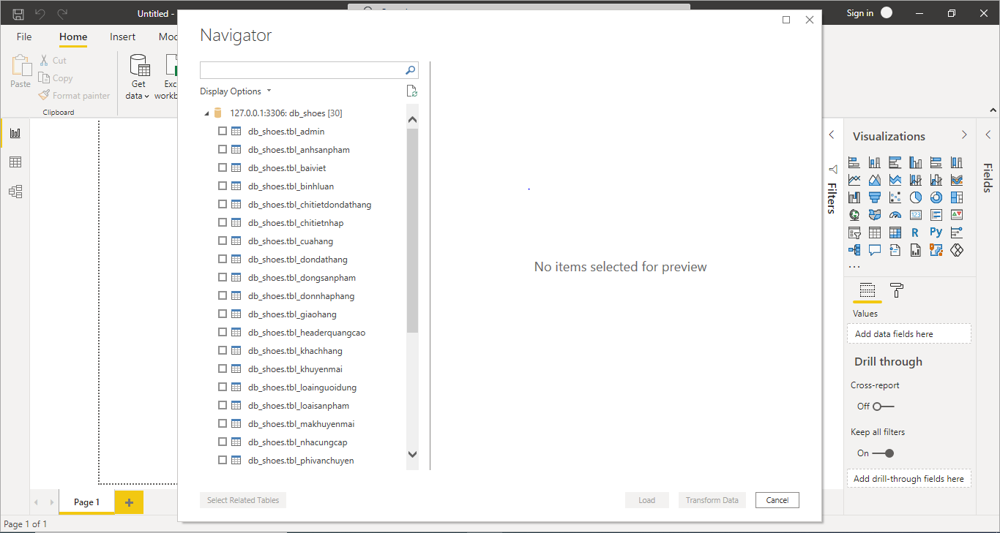 Untitled -
Sign in
File
Home
Insert
Navigator
Paste
Cut
Copy
Format painter
Clipboard
Get
data
Display Options
127.0.0.1:3306: db_shoes [30]
db_shoes.tbl_admin
db_shoes.tbl_anhsanpham
db_shoes.tbl_baiviet
db_shoes.tbl_binhluan
db_shoes.tbl_chitietdondathang
db_shoes.tbl_chitietnhap
db_shoes.tbl_cuahang
db_shoes.tbl_dondathang
db_shoes.tbl_dongsanpham
db_shoes.tbl_donnhaphang
db_shoes.tbl_giaohang
db_shoes.tbl_headerquangcao
db_shoes.tbl_khachhang
db_shoes.tbl_khuyenmai
db_shoes.tbl_loainguoidung
db_shoes.tbl_loaisanpham
db_shoes.tbl_makhuyenmai
db_shoes.tbl_nhacungcap
db_shoes.tbl_phivanchuyen
No items selected for preview
Select Related Tables
Load
Transform Data
Cancel
Filters
Visualizations
123
R
Py
...
Values
Add data fields here
Drill through
Cross-report
Off
Keep all filters
On
Add drill-through fields here
Fields
Page 1
Page 1 of 1